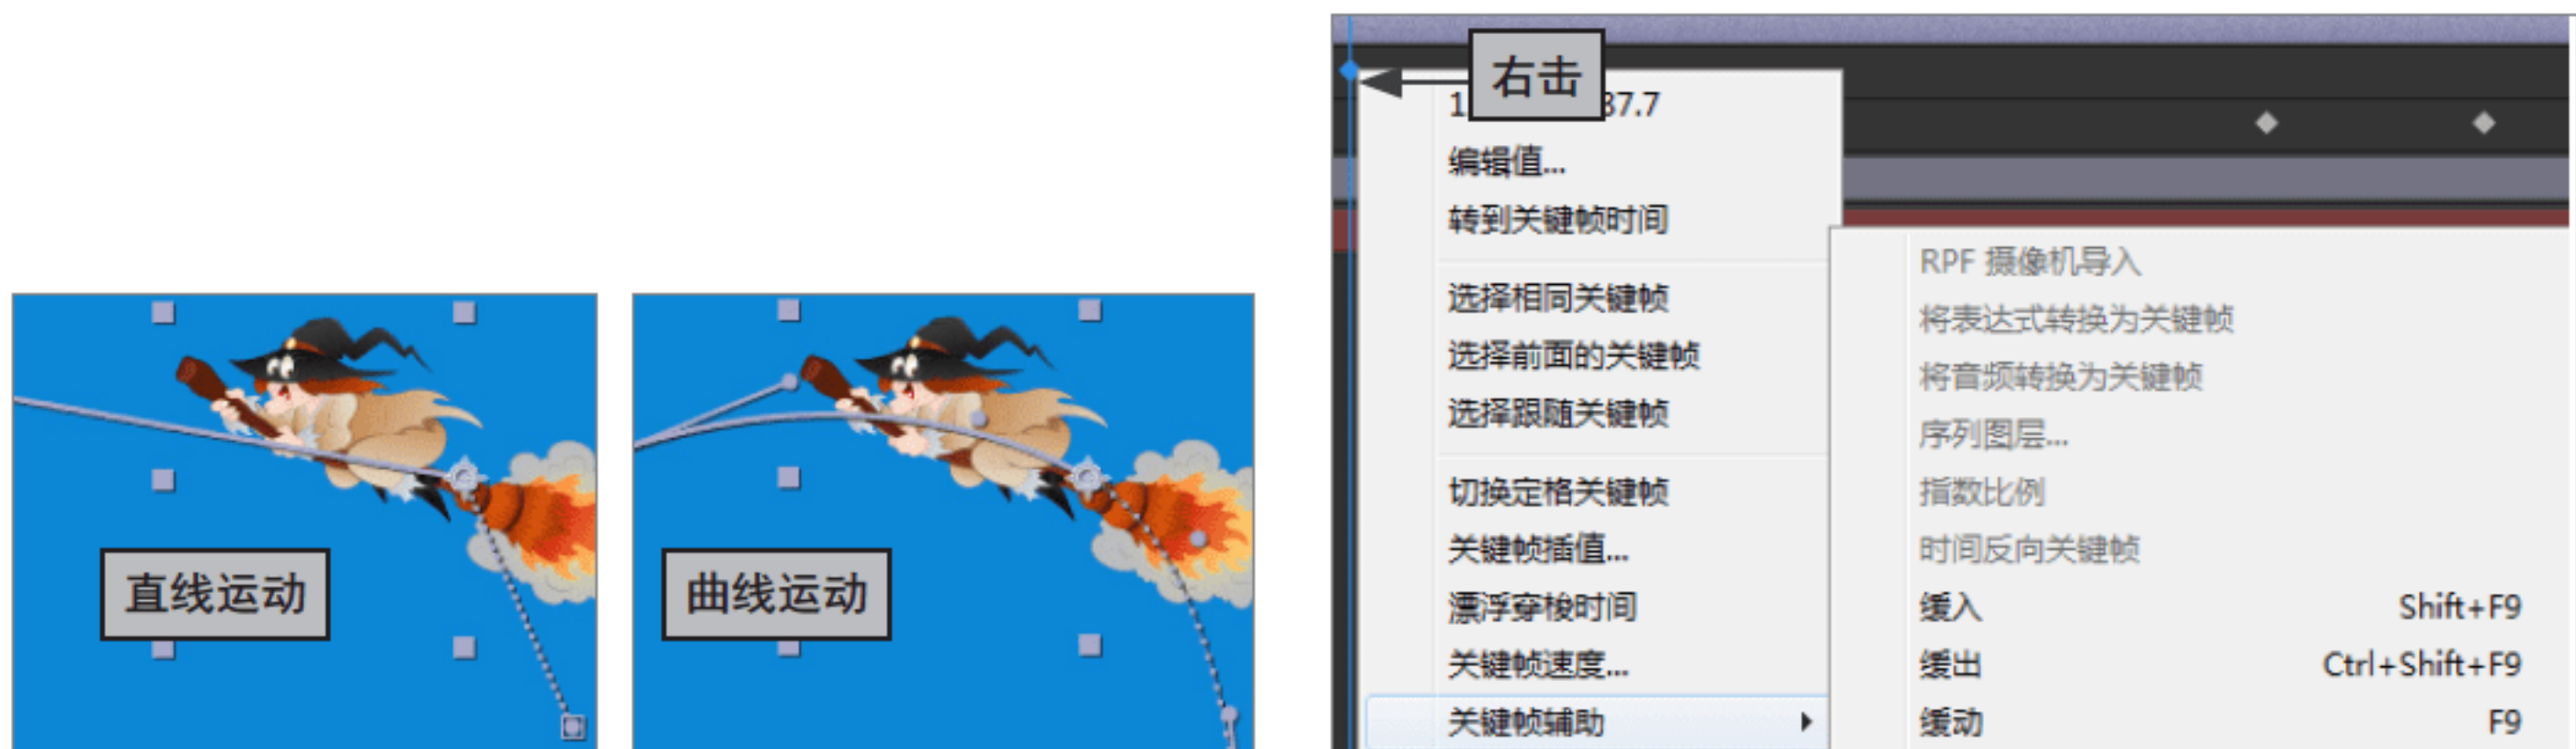 直线运动
曲线运动
右击
1 37.7
编辑值...
转到关键帧时间
选择相同关键帧
选择前面的关键帧
选择跟随关键帧
切换定格关键帧
关键帧插值...
漂浮穿梭时间
关键帧速度...
关键帧辅助
RPF 摄像机导入
将表达式转换为关键帧
将音频转换为关键帧
序列图层...
指数比例
时间反向关键帧
缓入 Shift+F9
缓出 Ctrl+Shift+F9
缓动 F9